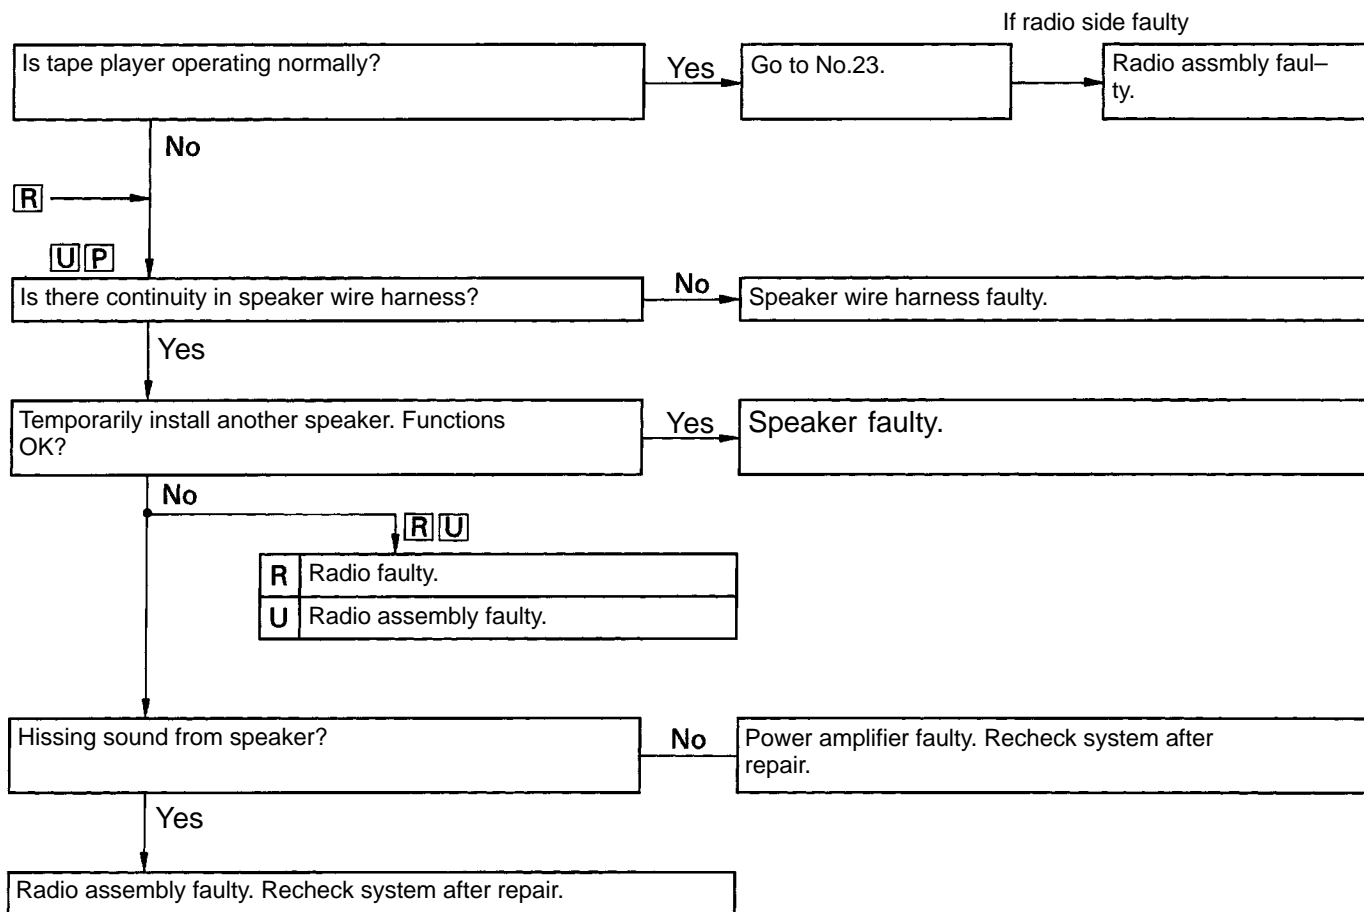 If radio side faulty
Is tape player operating normally?
Yes
Go to No.23.
Radio assmbly faul–
ty.
No
R
U P
Is there continuity in speaker wire harness?
No
Speaker wire harness faulty.
Yes
Temporarily install another speaker. Functions
OK?
Yes
Speaker faulty.
No
R U
R Radio faulty.
U Radio assembly faulty.
Hissing sound from speaker?
No
Power amplifier faulty. Recheck system after
repair.
Yes
Radio assembly faulty. Recheck system after repair.